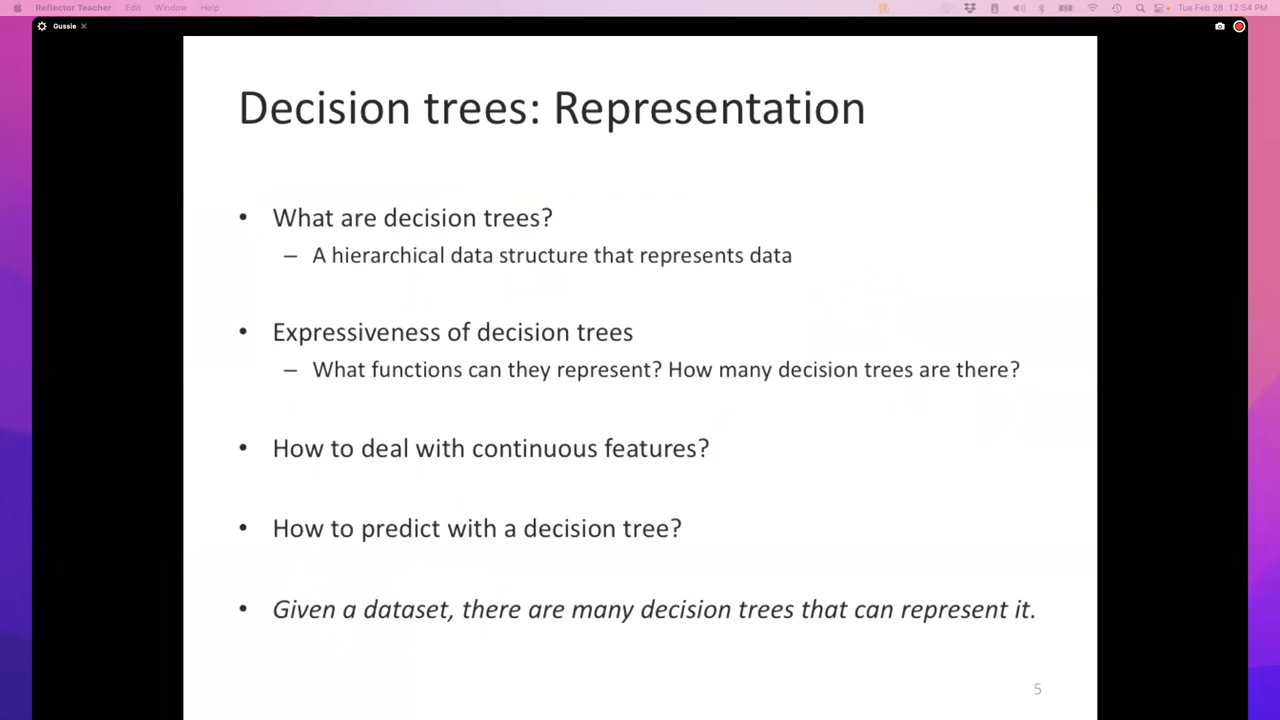 Reflector Teacher Edit Window Help Tue Feb 28 12:54 PM
Gussie
Decision trees: Representation
• What are decision trees?
– A hierarchical data structure that represents data
• Expressiveness of decision trees
– What functions can they represent? How many decision trees are there?
• How to deal with continuous features?
• How to predict with a decision tree?
• Given a dataset, there are many decision trees that can represent it.
5